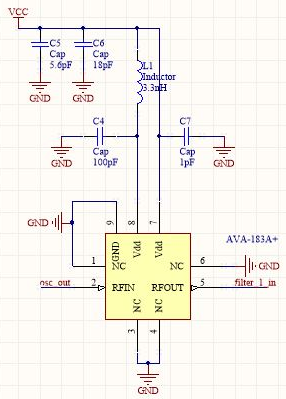 VCC
C5
Cap
5.6pF
C6
Cap
18pF
L1
Inductor
3.3nH
GND
GND
C4
Cap
100pF
GND
C7
Cap
1pF
GND
9
8
7
GND
Vdd
Vdd
AVA-183A+
GND
1
NC
NC
6
GND
osc_out
2
RFIN
RFOUT
5
filter_1_in
NC
NC
3
4
GND